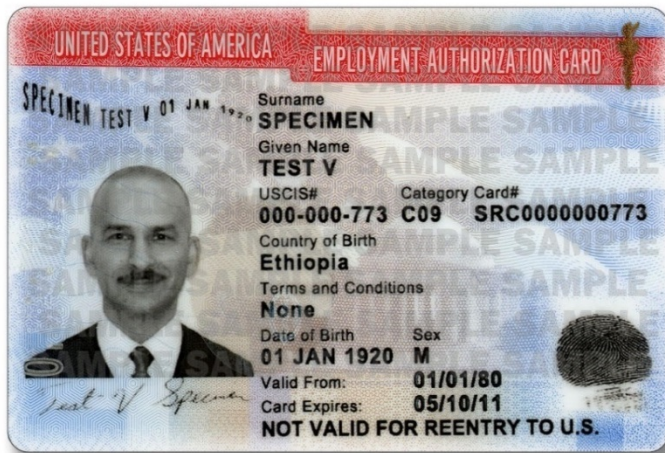 UNITED STATES OF AMERICA EMPLOYMENT AUTHORIZATION CARD
SPECIMEN TEST V 01 JAN 1920
Surname
SPECIMEN
Given Name
TEST V
USCIS# Category Card#
000-000-773 C09 SRC0000000773
Country of Birth
Ethiopia
Terms and Conditions
None
Date of Birth Sex
01 JAN 1920 M
Valid From: 01/01/80
Card Expires: 05/10/11
NOT VALID FOR REENTRY TO U.S.
Test V Specimen
SAMPLE SAMPLE SAMPLE